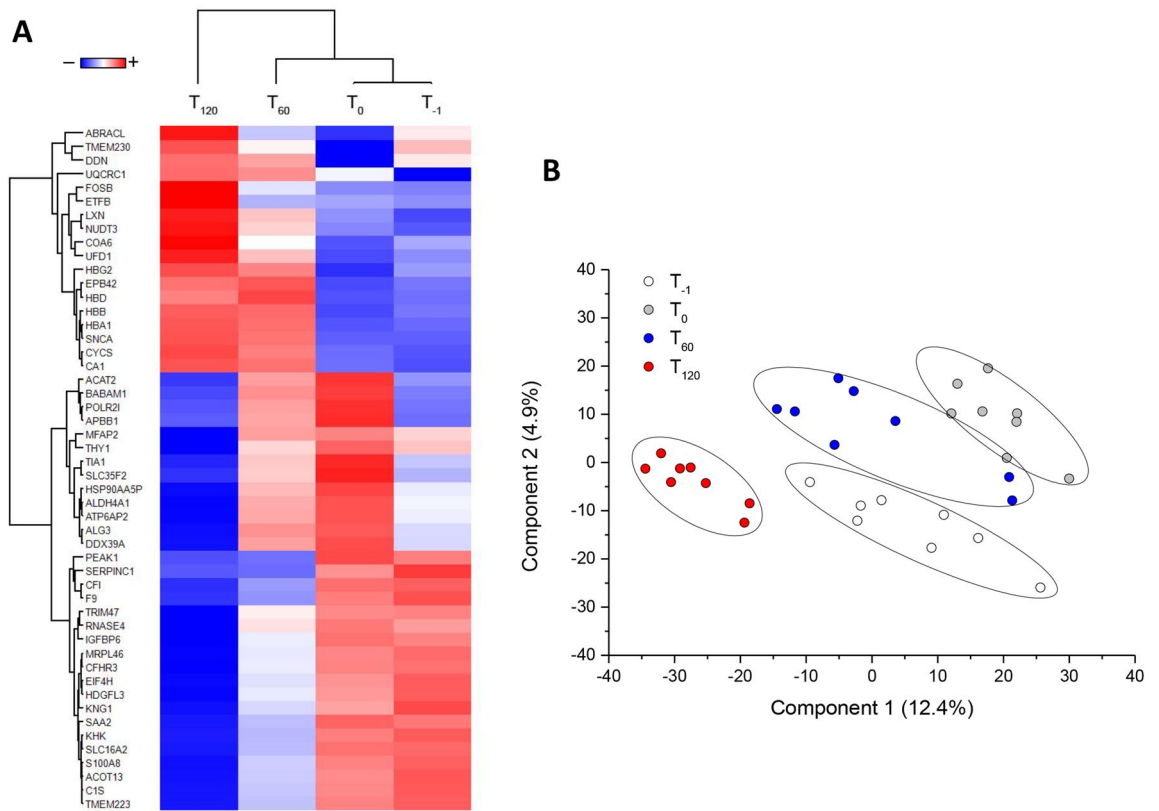 A
− +
T120 T60 T0 T-1
ABRACL
TMEM230
DDN
UQCRC1
FOSB
ETFB
LXN
NUDT3
COA6
UFD1
HBG2
EPB42
HBD
HBB
HBA1
SNCA
CYCS
CA1
ACAT2
BABAM1
POLR2I
APBB1
MFAP2
THY1
TIA1
SLC35F2
HSP90AA5P
ALDH4A1
ATP6AP2
ALG3
DDX39A
PEAK1
SERPINC1
CFI
F9
TRIM47
RNASE4
IGFBP6
MRPL46
CFHR3
EIF4H
HDGFL3
KNG1
SAA2
KHK
SLC16A2
S100A8
ACOT13
C1S
TMEM223
B
T-1
T0
T60
T120
40
30
20
10
0
-10
-20
-30
-40
Component 2 (4.9%)
-40 -30 -20 -10 0 10 20 30 40
Component 1 (12.4%)